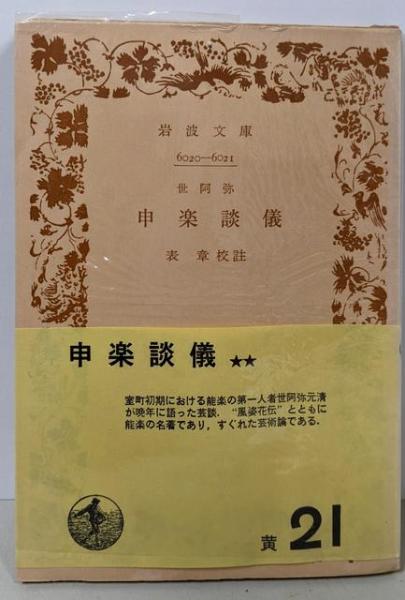 岩波文庫
6020—6021
世阿弥
申楽談儀
表章校註
申楽談儀 ★★
室町初期における能楽の第一人者世阿弥元清
が晩年に語った芸談．“風姿花伝”とともに
能楽の名著であり，すぐれた芸術論である．
黄 21